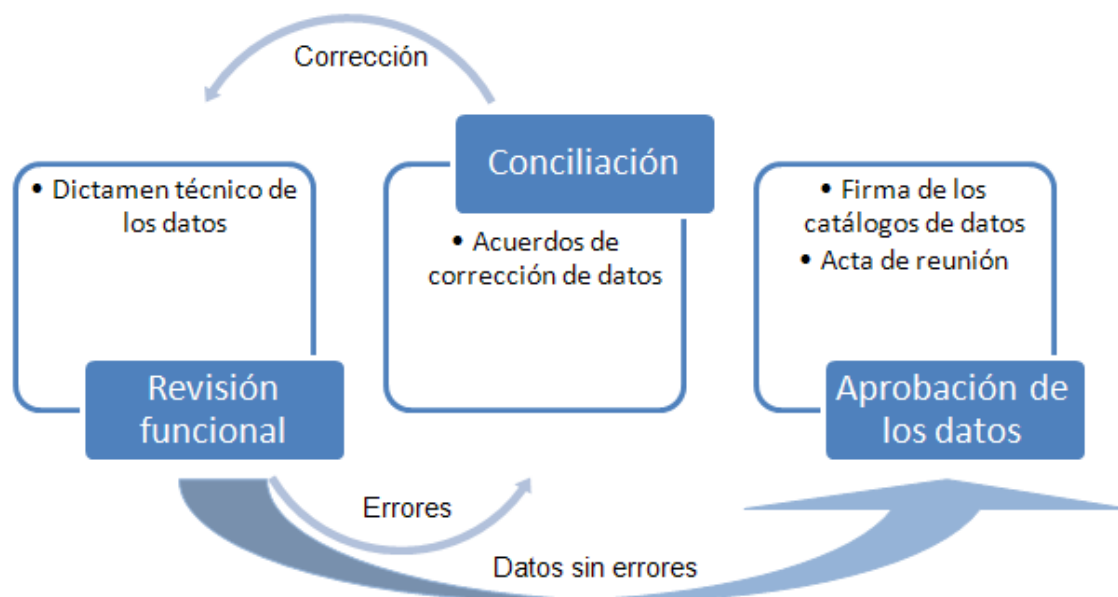 Corrección
• Dictamen técnico de
los datos
Revisión
funcional
Conciliación
• Acuerdos de
corrección de datos
• Firma de los
catálogos de datos
• Acta de reunión
Aprobación de
los datos
Errores
Datos sin errores